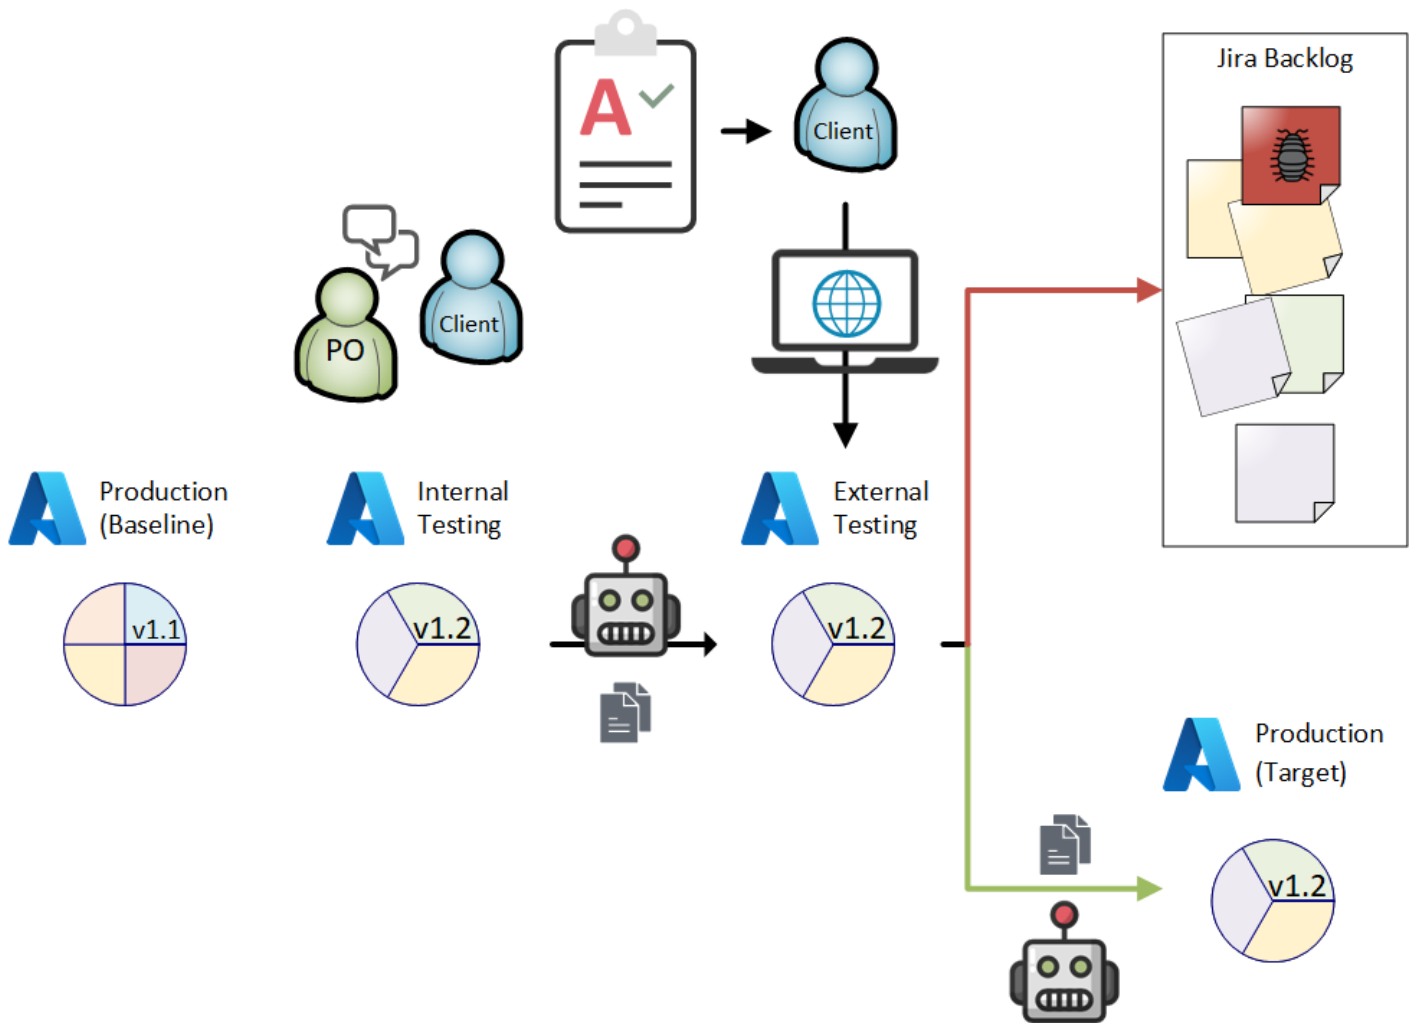 Jira Backlog
A
Client
PO
Client
Production
(Baseline)
Internal
Testing
External
Testing
v1.1
v1.2
v1.2
Production
(Target)
v1.2